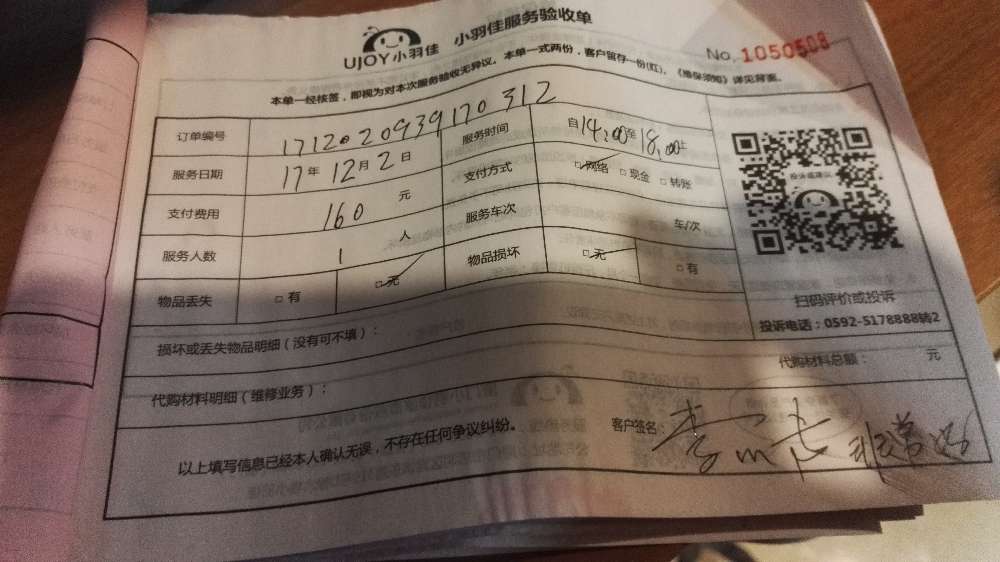 UJOY小羽佳 小羽佳服务验收单
No. 1050508
本单一经核签，即视为对本次服务验收无异议。本单一式两份，客户留存一份(红)。《维保须知》详见背面。
订单编号 1712020939170312
服务日期 17年12月2日 服务时间 自14:00至18:00止
支付费用 160 元 支付方式 □网络 □现金 □转账
服务人数 1 人 服务车次 车/次
物品丢失 □有 □无 物品损坏 □无 □有
投诉或建议
扫码评价或投诉
投诉电话：0592-5178888转2
损坏或丢失物品明细（没有可不填）：
代购材料明细（维修业务）： 代购材料总额： 元
以上填写信息已经本人确认无误，不存在任何争议纠纷。 客户签名： 非常好